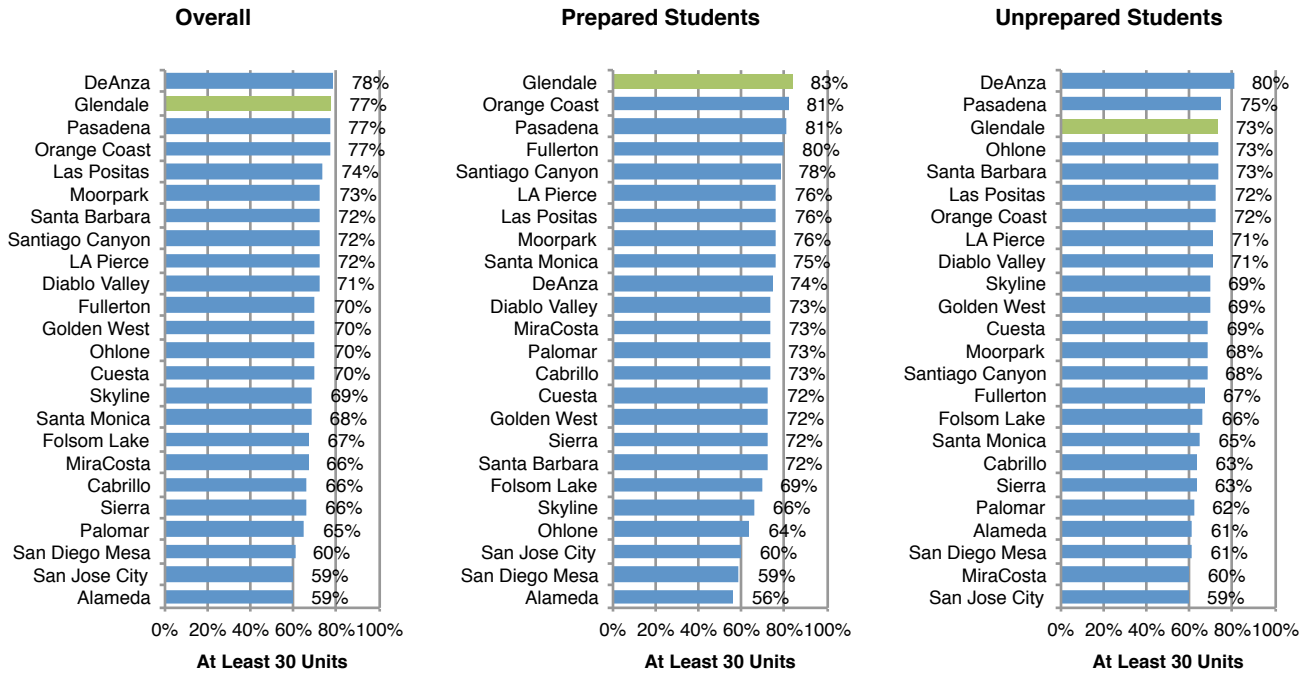 Overall
DeAnza 78%
Glendale 77%
Pasadena 77%
Orange Coast 77%
Las Positas 74%
Moorpark 73%
Santa Barbara 72%
Santiago Canyon 72%
LA Pierce 72%
Diablo Valley 71%
Fullerton 70%
Golden West 70%
Ohlone 70%
Cuesta 70%
Skyline 69%
Santa Monica 68%
Folsom Lake 67%
MiraCosta 66%
Cabrillo 66%
Sierra 66%
Palomar 65%
San Diego Mesa 60%
San Jose City 59%
Alameda 59%
0% 20% 40% 60% 80% 100%
At Least 30 Units
Prepared Students
Glendale 83%
Orange Coast 81%
Pasadena 81%
Fullerton 80%
Santiago Canyon 78%
LA Pierce 76%
Las Positas 76%
Moorpark 76%
Santa Monica 75%
DeAnza 74%
Diablo Valley 73%
MiraCosta 73%
Palomar 73%
Cabrillo 73%
Cuesta 72%
Golden West 72%
Sierra 72%
Santa Barbara 72%
Folsom Lake 69%
Skyline 66%
Ohlone 64%
San Jose City 60%
San Diego Mesa 59%
Alameda 56%
0% 20% 40% 60% 80% 100%
At Least 30 Units
Unprepared Students
DeAnza 80%
Pasadena 75%
Glendale 73%
Ohlone 73%
Santa Barbara 73%
Las Positas 72%
Orange Coast 72%
LA Pierce 71%
Diablo Valley 71%
Skyline 69%
Golden West 69%
Cuesta 69%
Moorpark 68%
Santiago Canyon 68%
Fullerton 67%
Folsom Lake 66%
Santa Monica 65%
Cabrillo 63%
Sierra 63%
Palomar 62%
Alameda 61%
San Diego Mesa 61%
MiraCosta 60%
San Jose City 59%
0% 20% 40% 60% 80% 100%
At Least 30 Units